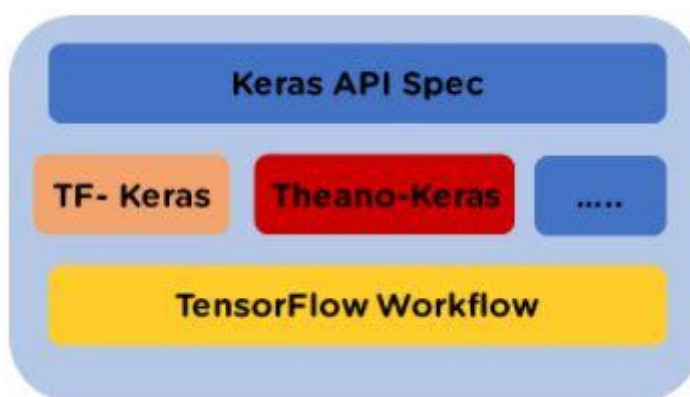 Keras API Spec
TF- Keras
Theano-Keras
.....
TensorFlow Workflow